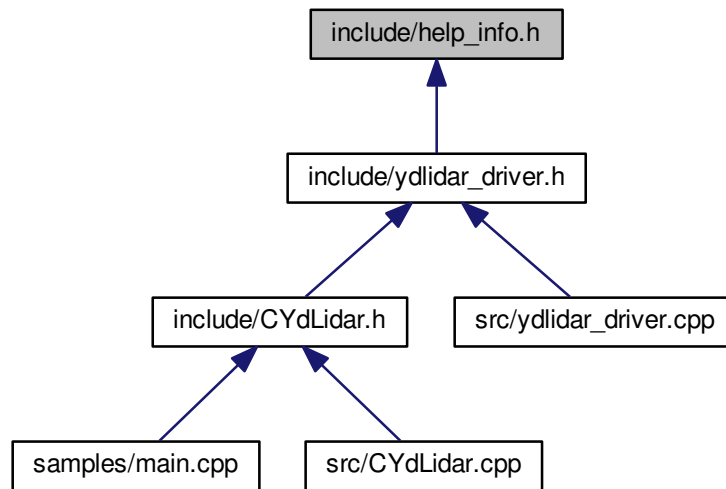 include/help_info.h
include/ydlidar_driver.h
include/CYdLidar.h
src/ydlidar_driver.cpp
samples/main.cpp
src/CYdLidar.cpp